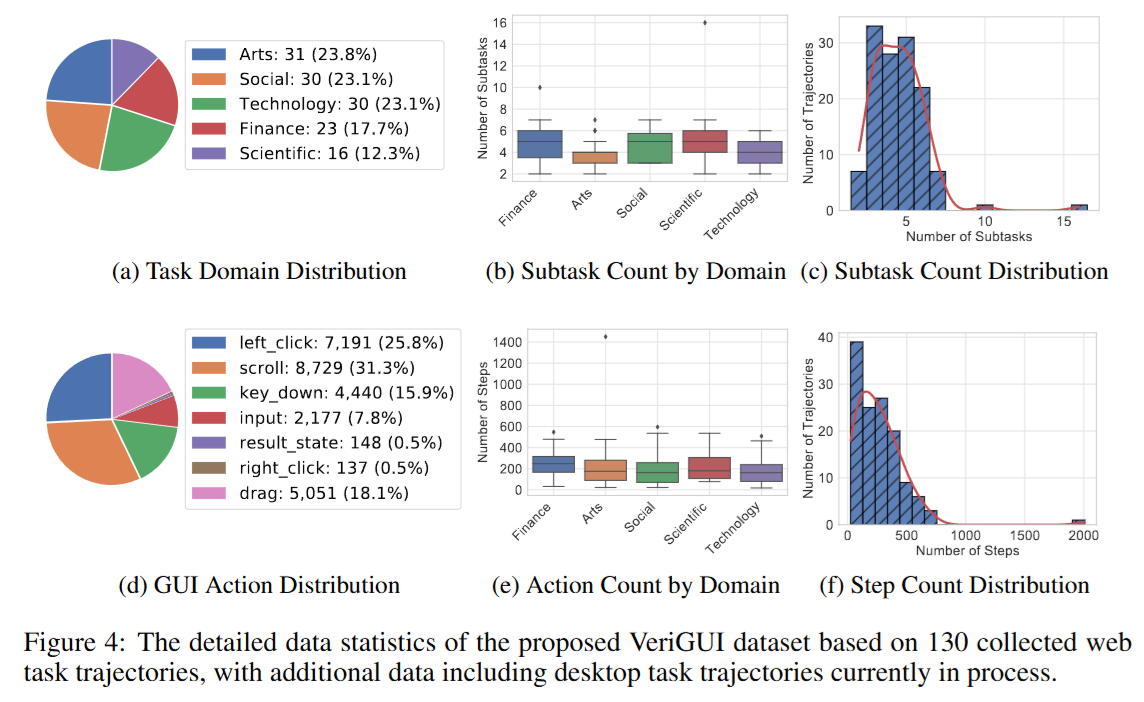 Arts: 31 (23.8%)
Social: 30 (23.1%)
Technology: 30 (23.1%)
Finance: 23 (17.7%)
Scientific: 16 (12.3%)
(a) Task Domain Distribution
Number of Subtasks
16
14
12
10
8
6
4
2
Finance
Arts
Social
Scientific
Technology
(b) Subtask Count by Domain
Number of Trajectories
30
20
10
0
5
10
15
Number of Subtasks
(c) Subtask Count Distribution
left_click: 7,191 (25.8%)
scroll: 8,729 (31.3%)
key_down: 4,440 (15.9%)
input: 2,177 (7.8%)
result_state: 148 (0.5%)
right_click: 137 (0.5%)
drag: 5,051 (18.1%)
(d) GUI Action Distribution
Number of Steps
1400
1200
1000
800
600
400
200
0
Finance
Arts
Social
Scientific
Technology
(e) Action Count by Domain
Number of Trajectories
40
30
20
10
0
0
500
1000
1500
2000
Number of Steps
(f) Step Count Distribution
Figure 4: The detailed data statistics of the proposed VeriGUI dataset based on 130 collected web
task trajectories, with additional data including desktop task trajectories currently in process.